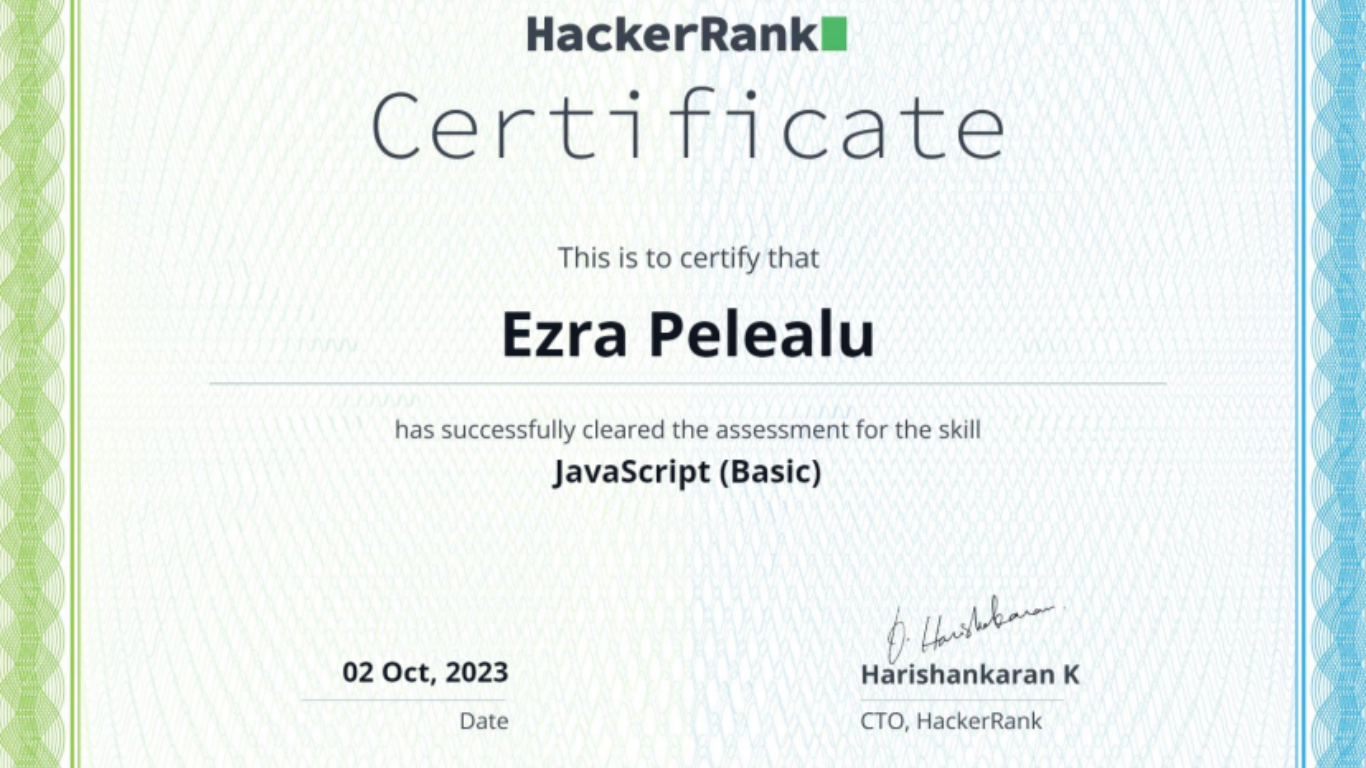 HackerRank
Certificate
This is to certify that
Ezra Pelealu
has successfully cleared the assessment for the skill
JavaScript (Basic)
02 Oct, 2023
Date
Harishankaran K
CTO, HackerRank